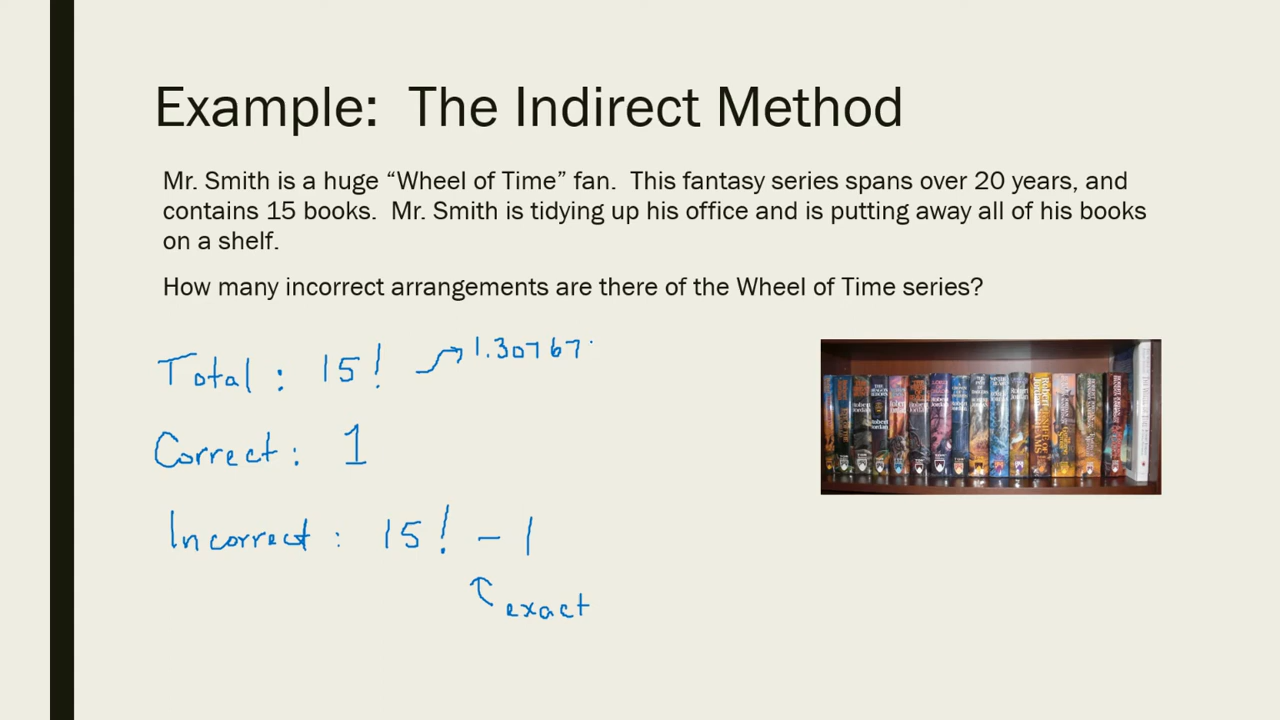 Example: The Indirect Method
Mr. Smith is a huge “Wheel of Time” fan. This fantasy series spans over 20 years, and
contains 15 books. Mr. Smith is tidying up his office and is putting away all of his books
on a shelf.
How many incorrect arrangements are there of the Wheel of Time series?
Total : 15! 1.30767
Correct : 1
Incorrect : 15! - 1
exact